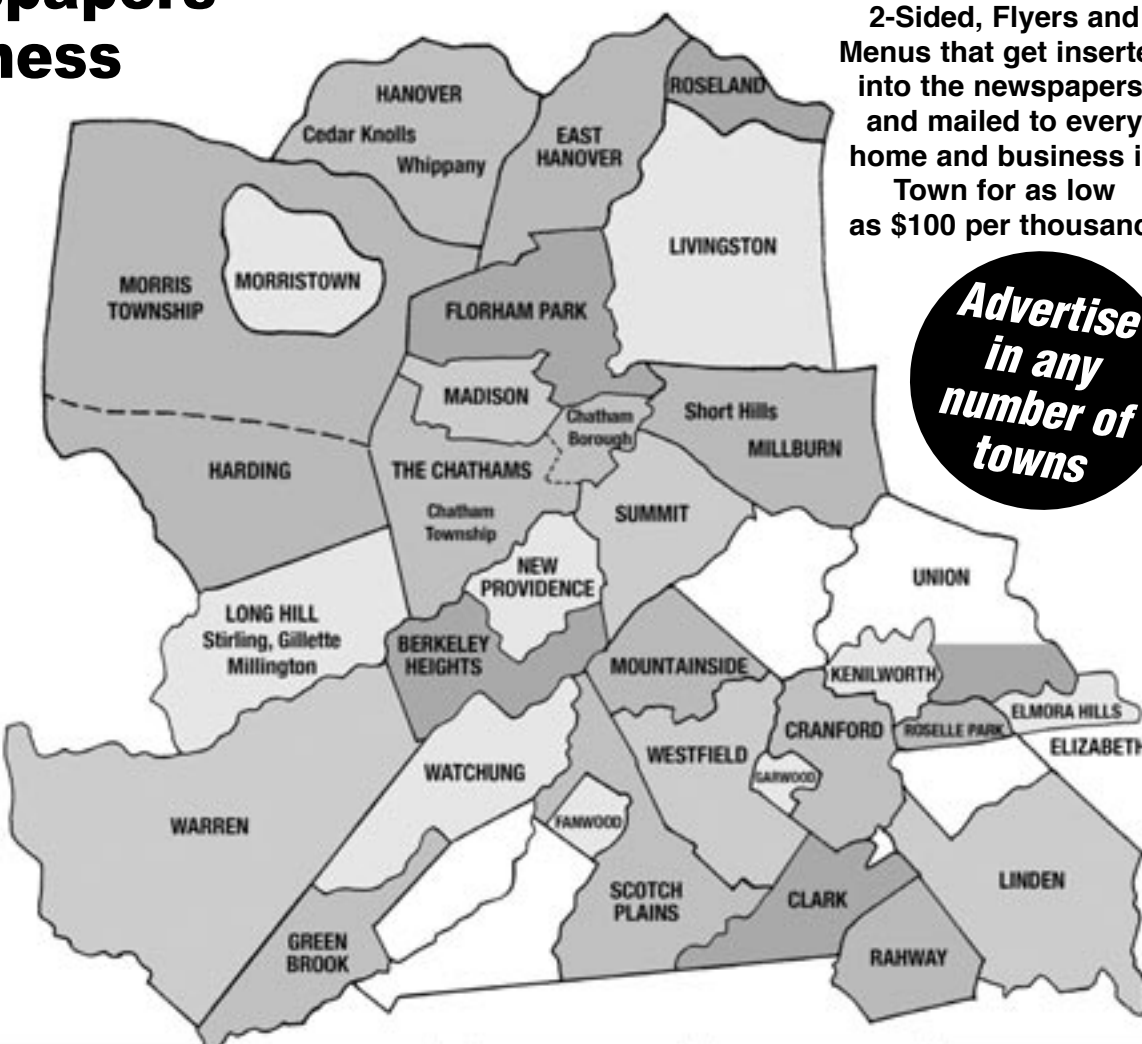 2-Sided, Flyers and
Menus that get inserte
into the newspapers
and mailed to every
home and business i
Town for as low
as $100 per thousand
ness
Advertise
in any
number of
towns
HANOVER
Cedar Knolls
Whippany
EAST
HANOVER
ROSELAND
LIVINGSTON
MORRIS
TOWNSHIP
MORRISTOWN
FLORHAM PARK
MADISON
Chatham
Borough
Short Hills
MILLBURN
HARDING
THE CHATHAMS
Chatham
Township
SUMMIT
NEW
PROVIDENCE
UNION
LONG HILL
Stirling, Gillette
Millington
BERKELEY
HEIGHTS
MOUNTAINSIDE
KENILWORTH
ELMORA HILLS
CRANFORD
ROSELLE PARK
ELIZABETH
WESTFIELD
GARWOOD
WATCHUNG
WARREN
FANWOOD
SCOTCH
PLAINS
CLARK
LINDEN
GREEN
BROOK
RAHWAY